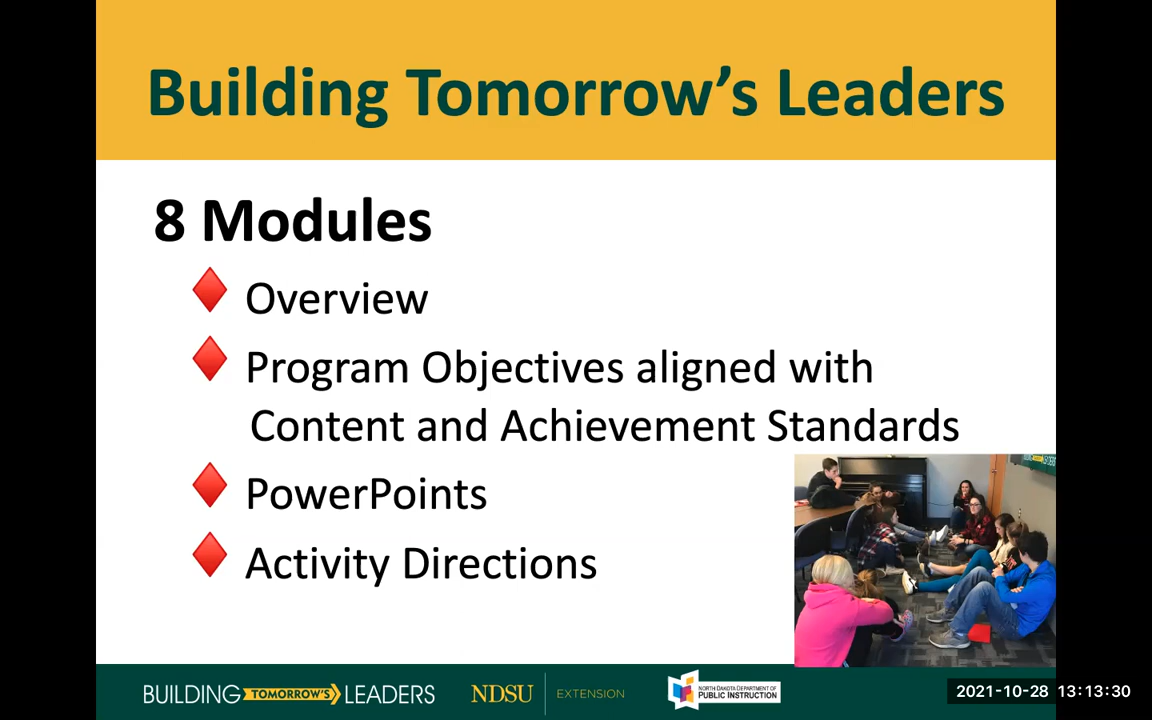 Building Tomorrow’s Leaders
8 Modules
Overview
Program Objectives aligned with
Content and Achievement Standards
PowerPoints
Activity Directions
BUILDING TOMORROW'S LEADERS
NDSU EXTENSION
NORTH DAKOTA DEPARTMENT OF
PUBLIC INSTRUCTION
2021-10-28 13:13:30